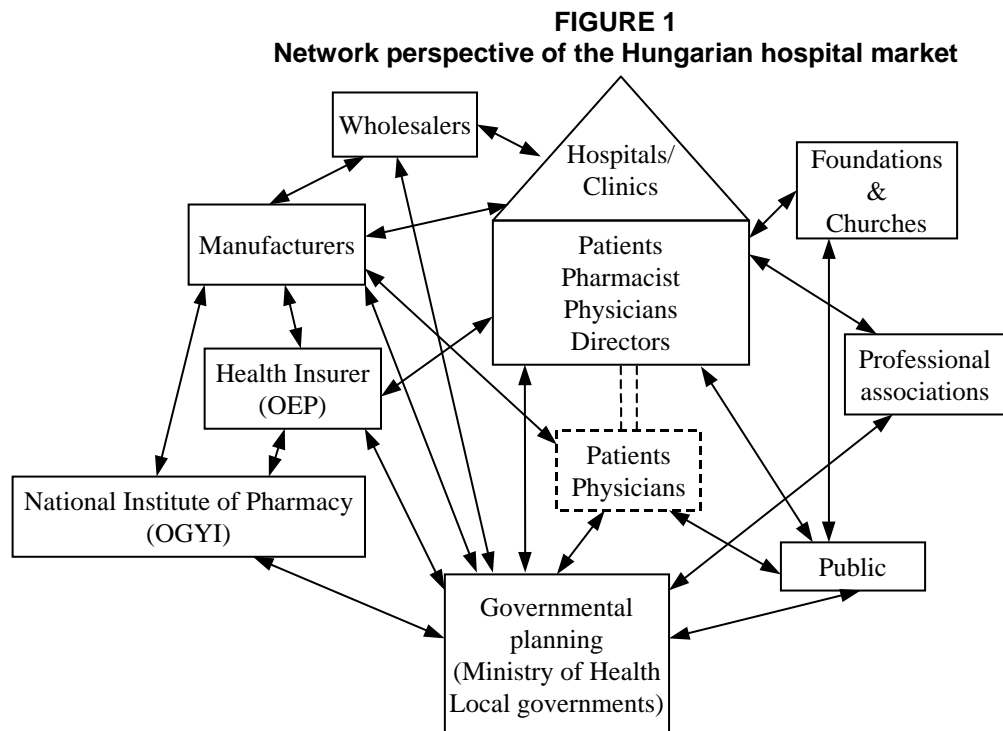 FIGURE 1
Network perspective of the Hungarian hospital market
Wholesalers
Hospitals/
Clinics
Foundations
&
Churches
Manufacturers
Patients
Pharmacist
Physicians
Directors
Health Insurer
(OEP)
Professional
associations
Patients
Physicians
National Institute of Pharmacy
(OGYI)
Public
Governmental
planning
(Ministry of Health
Local governments)